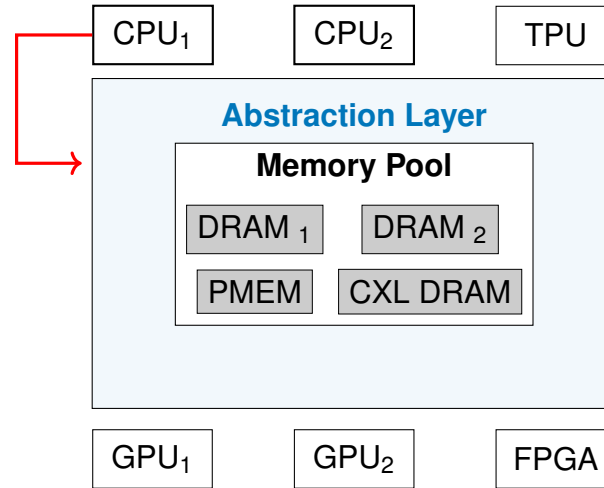 CPU₁ CPU₂ TPU
Abstraction Layer
Memory Pool
DRAM ₁ DRAM ₂
PMEM CXL DRAM
GPU₁ GPU₂ FPGA